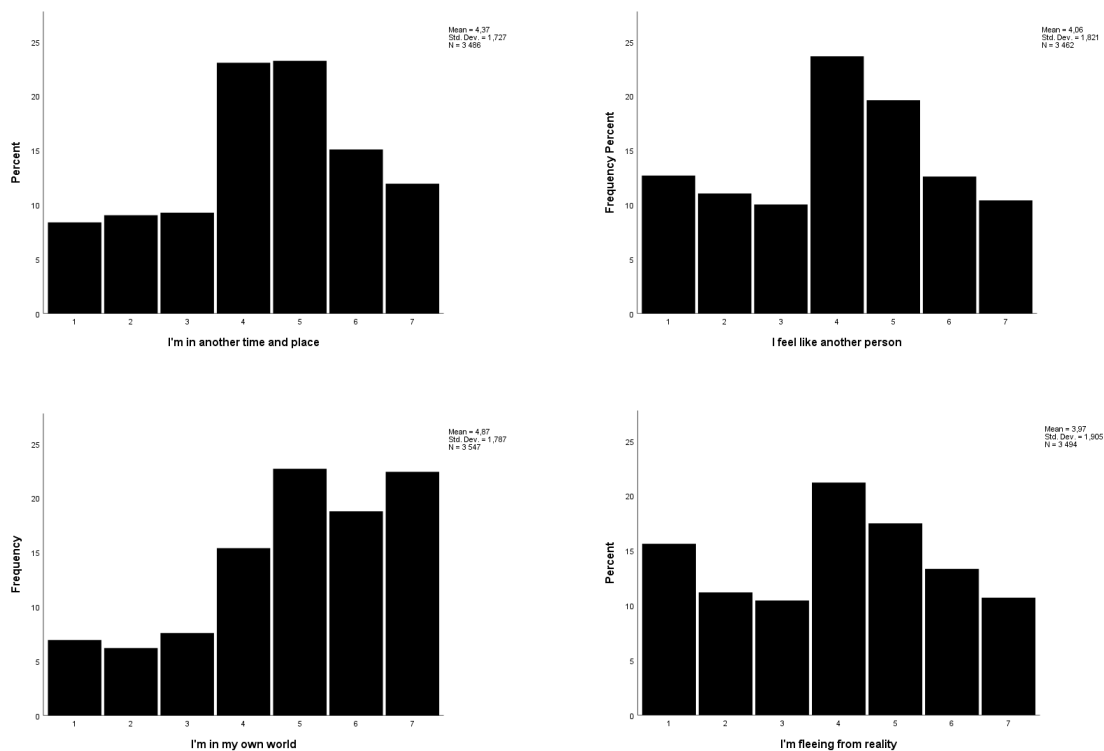 Mean = 4,37
Std. Dev. = 1,727
N = 3 486
25
20
15
10
5
0
Percent
1 2 3 4 5 6 7
I'm in another time and place
Mean = 4,06
Std. Dev. = 1,821
N = 3 462
25
20
15
10
5
0
Frequency Percent
1 2 3 4 5 6 7
I feel like another person
Mean = 4,87
Std. Dev. = 1,787
N = 3 547
25
20
15
10
5
0
Frequency
1 2 3 4 5 6 7
I'm in my own world
Mean = 3,97
Std. Dev. = 1,905
N = 3 494
25
20
15
10
5
0
Percent
1 2 3 4 5 6 7
I'm fleeing from reality